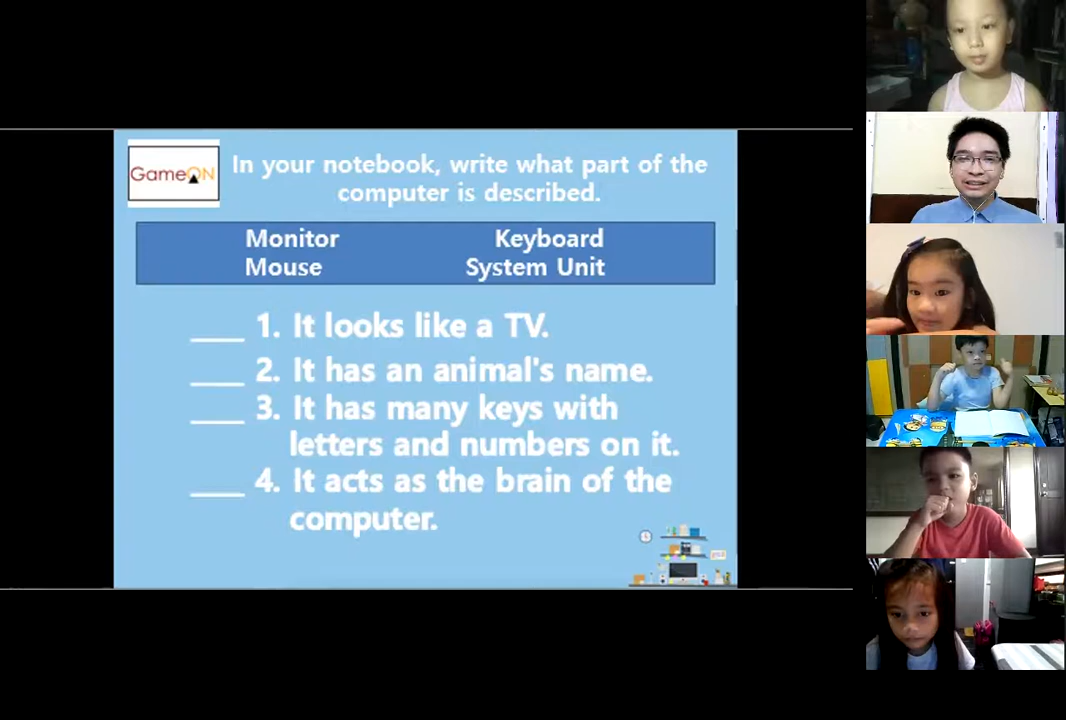 GameON
In your notebook, write what part of the
computer is described.
Monitor Keyboard
Mouse System Unit
____ 1. It looks like a TV.
____ 2. It has an animal's name.
____ 3. It has many keys with
letters and numbers on it.
____ 4. It acts as the brain of the
computer.